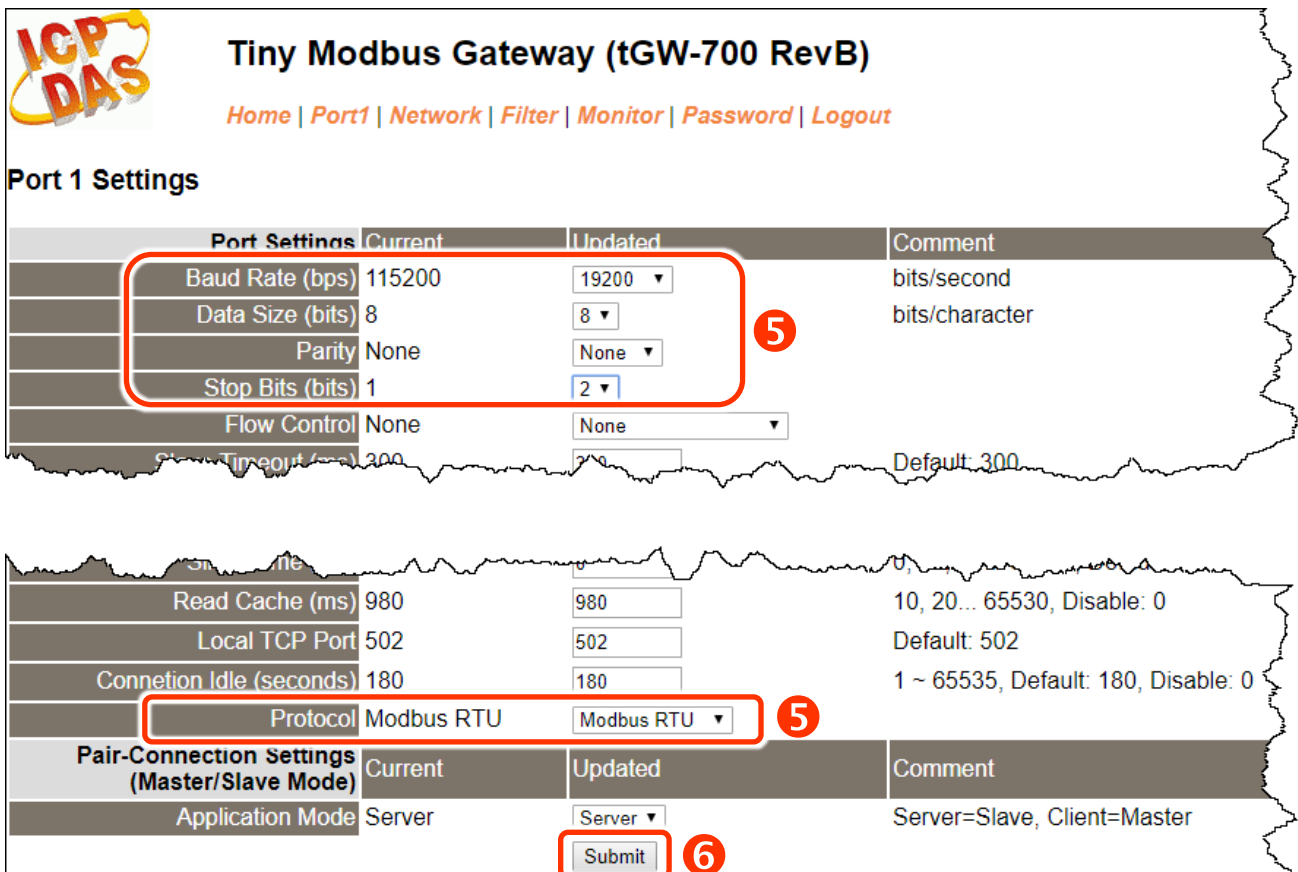 ICP DAS
Tiny Modbus Gateway (tGW-700 RevB)
Home | Port1 | Network | Filter | Monitor | Password | Logout
Port 1 Settings
Port Settings Current Updated Comment
Baud Rate (bps) 115200 19200 bits/second
Data Size (bits) 8 8 bits/character
Parity None None
5
Stop Bits (bits) 1 2
Flow Control None None
Timeout (ms) 300 Default: 300
Read Cache (ms) 980 980 10, 20... 65530, Disable: 0
Local TCP Port 502 502 Default: 502
Connetion Idle (seconds) 180 180 1 ~ 65535, Default: 180, Disable: 0
Protocol Modbus RTU Modbus RTU 5
Pair-Connection Settings
(Master/Slave Mode) Current Updated Comment
Application Mode Server Server Server=Slave, Client=Master
Submit 6